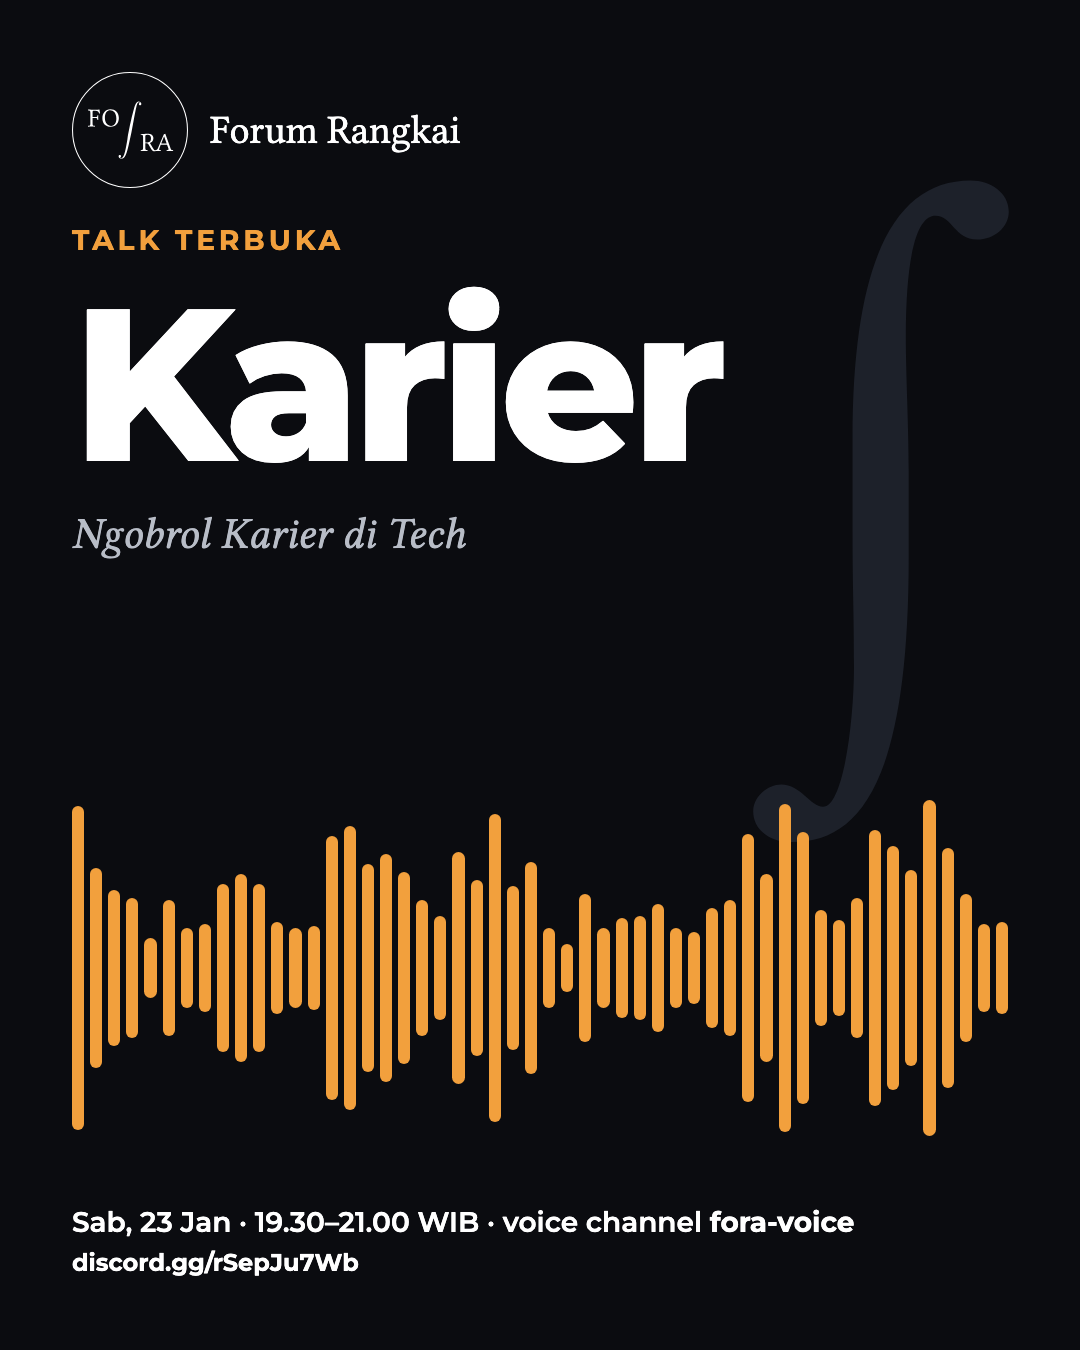 FO ∫ RA
Forum Rangkai
TALK TERBUKA
Karier
Ngobrol Karier di Tech
∫
Sab, 23 Jan · 19.30–21.00 WIB · voice channel fora-voice
discord.gg/rSepJu7Wb